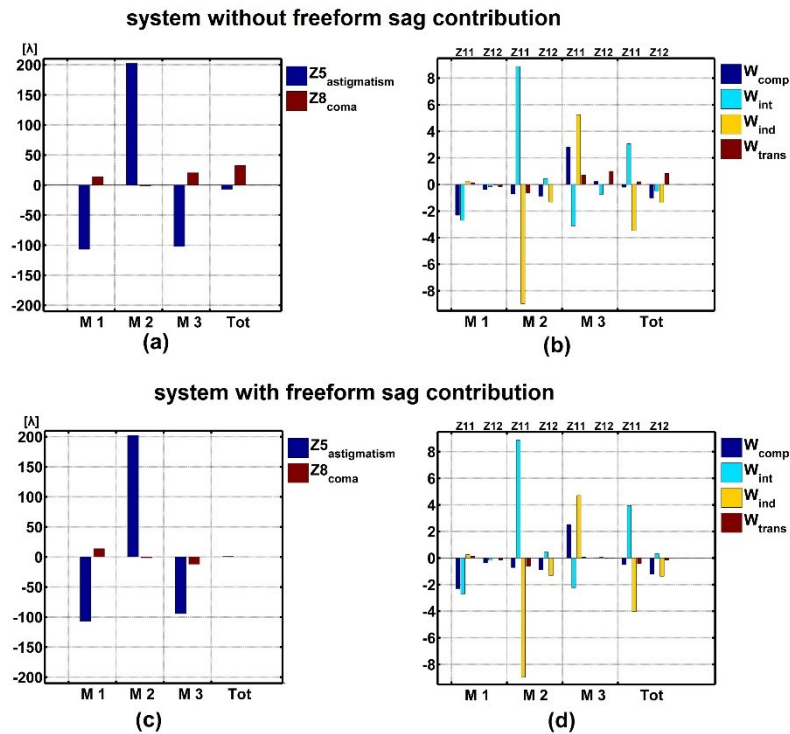 system without freeform sag contribution
[λ]
200
150
100
50
0
-50
-100
-150
-200
M 1 M 2 M 3 Tot
Z5astigmatism
Z8coma
(a)
Z11 Z12 Z11 Z12 Z11 Z12 Z11 Z12
8
6
4
2
0
-2
-4
-6
-8
M 1 M 2 M 3 Tot
Wcomp
Wint
Wind
Wtrans
(b)
system with freeform sag contribution
[λ]
200
150
100
50
0
-50
-100
-150
-200
M 1 M 2 M 3 Tot
Z5astigmatism
Z8coma
(c)
Z11 Z12 Z11 Z12 Z11 Z12 Z11 Z12
8
6
4
2
0
-2
-4
-6
-8
M 1 M 2 M 3 Tot
Wcomp
Wint
Wind
Wtrans
(d)